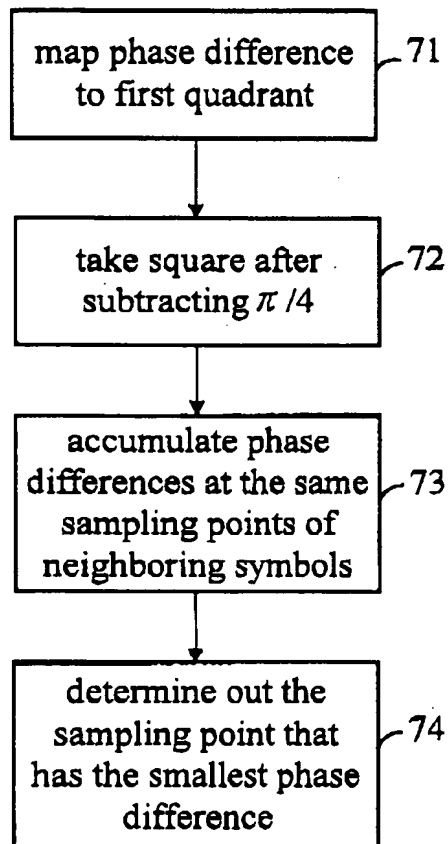 map phase difference
to first quadrant
71
take square after
subtracting π/4
72
accumulate phase
differences at the same
sampling points of
neighboring symbols
73
determine out the
sampling point that
has the smallest phase
difference
74